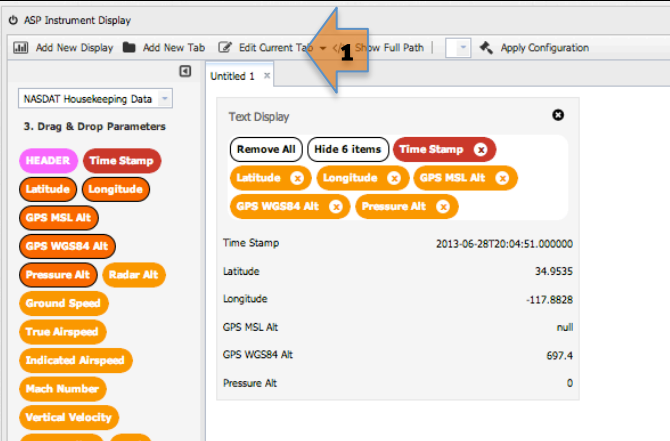 ASP Instrument Display
Add New Display Add New Tab Edit Current Tab Show Full Path | Apply Configuration
1
Untitled 1 ×
NASDAT Housekeeping Data
3. Drag & Drop Parameters
HEADER Time Stamp
Latitude Longitude
GPS MSL Alt
GPS WGS84 Alt
Pressure Alt Radar Alt
Ground Speed
True Airspeed
Indicated Airspeed
Mach Number
Vertical Velocity
Text Display
Remove All Hide 6 items Time Stamp
Latitude Longitude GPS MSL Alt
GPS WGS84 Alt Pressure Alt
Time Stamp 2013-06-28T20:04:51.000000
Latitude 34.9535
Longitude -117.8828
GPS MSL Alt null
GPS WGS84 Alt 697.4
Pressure Alt 0